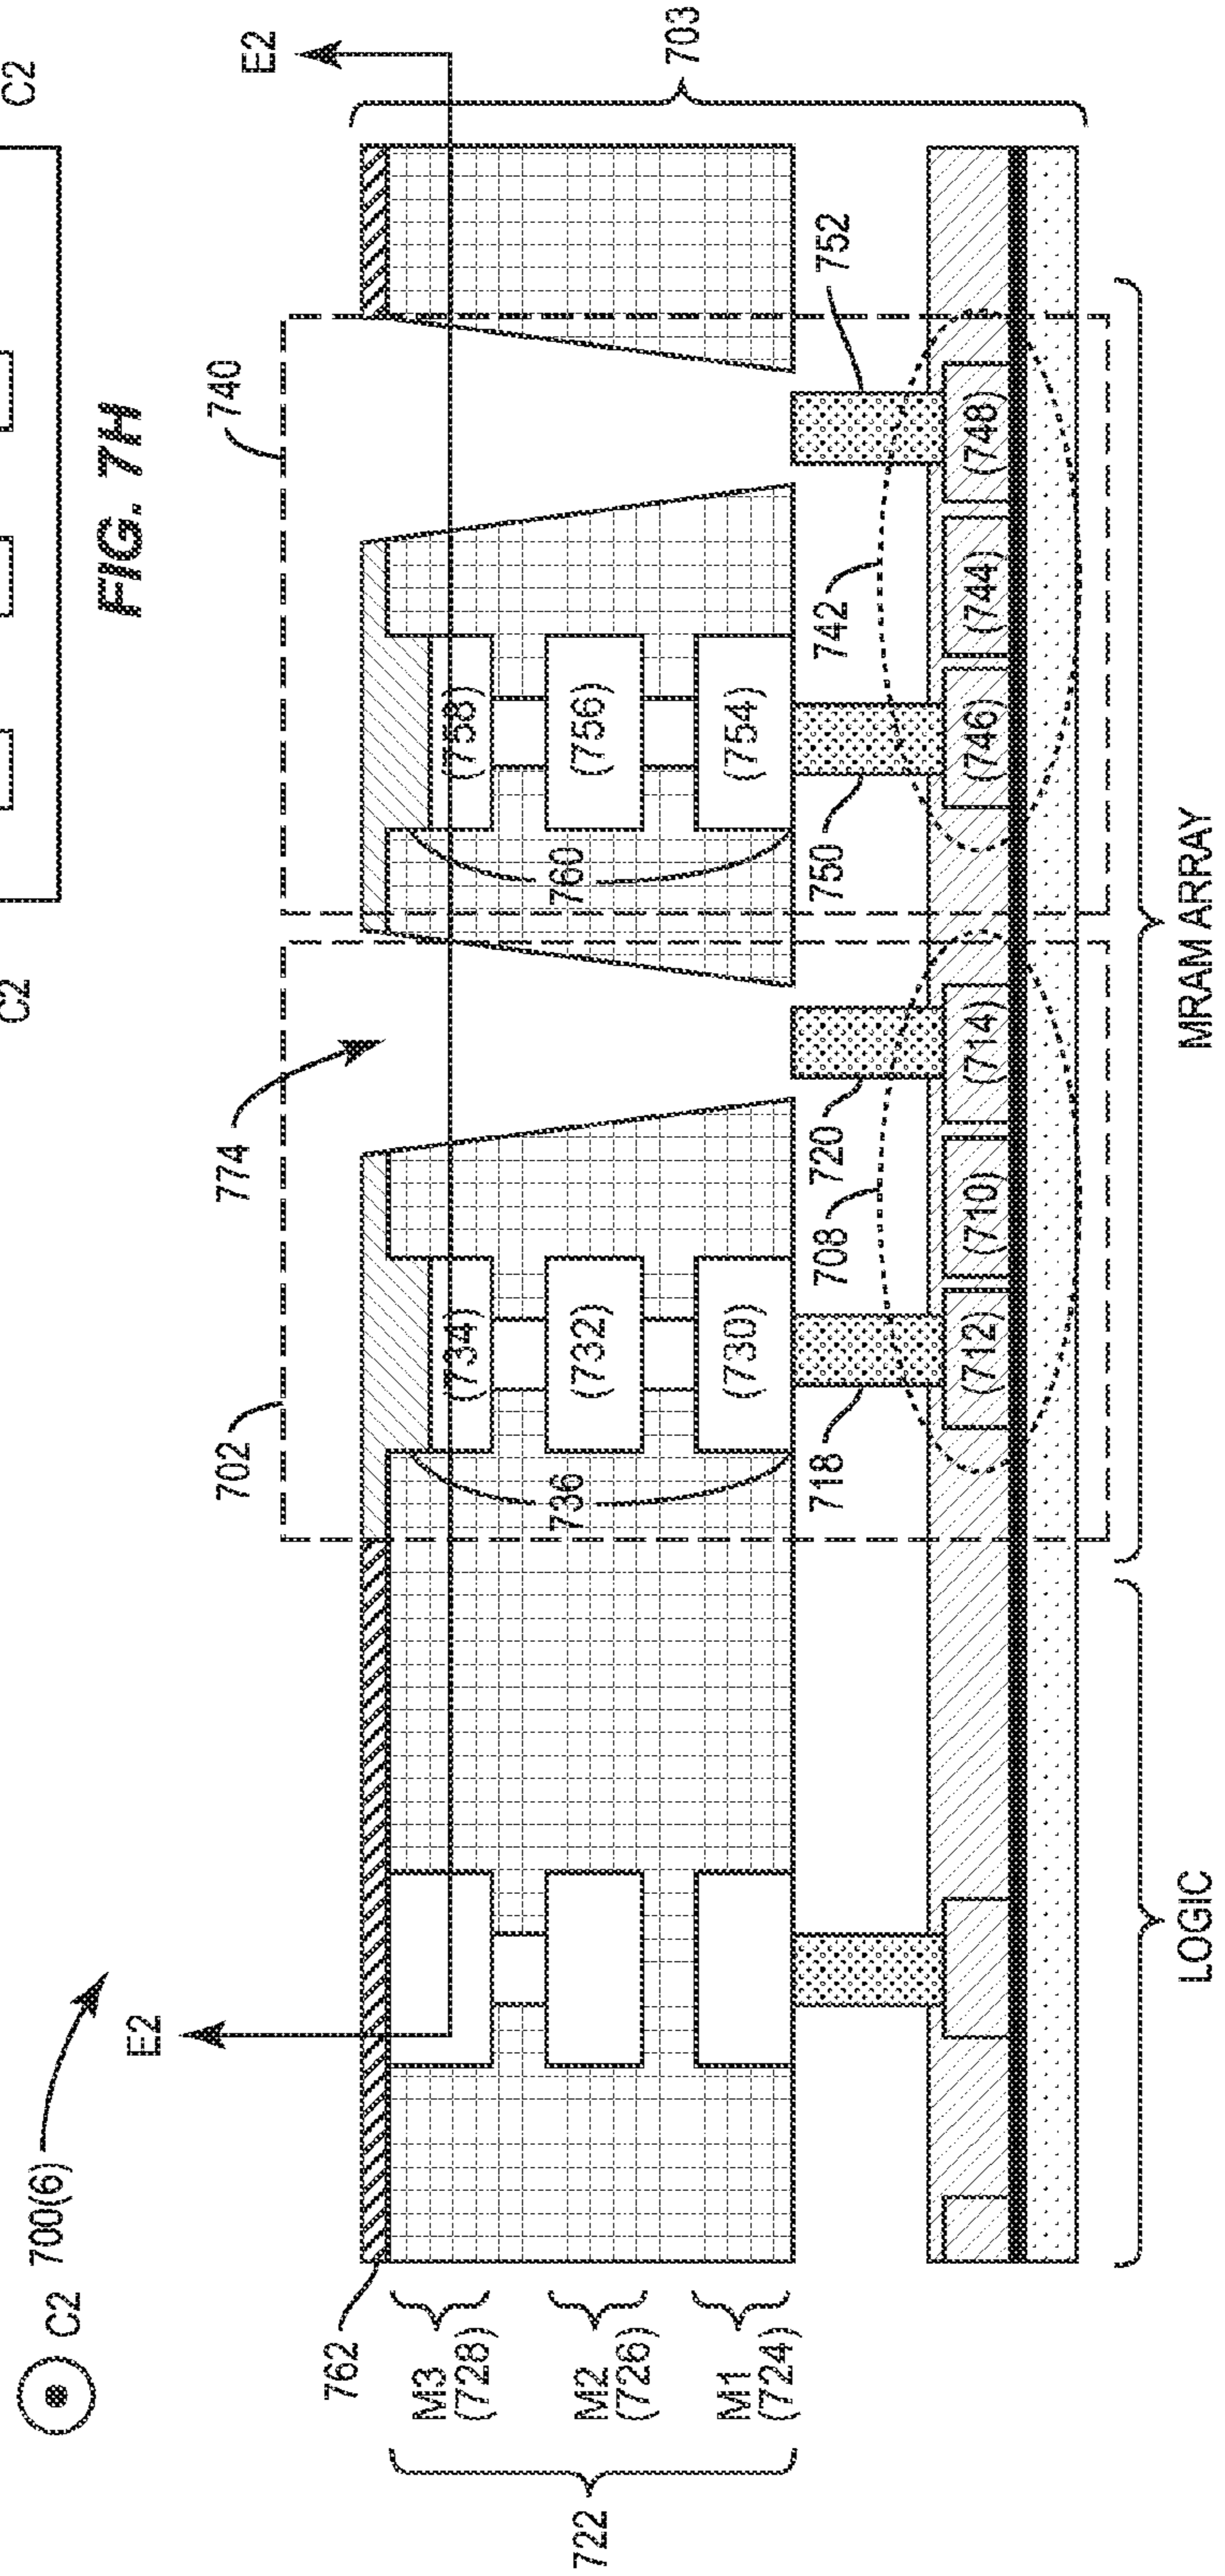 C2
C2
FIG. 7H
C2
700(6)
E2
E2
774
702
740
762
M3
(728)
M2
(726)
M1
(724)
722
703
(734)
(732)
(730)
736
(758)
(756)
(754)
760
718
708
720
750
742
752
(712)
(710)
(714)
(746)
(744)
(748)
LOGIC
MRAM ARRAY